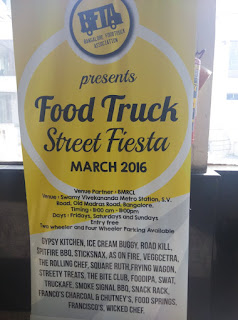 BFTA
BANGALORE FOOD TRUCK
ASSOCIATION
presents
Food Truck
Street Fiesta
MARCH 2016
Venue Partner - BMRCL
Venue - Swamy Vivekananda Metro Station, S.V.
Road, Old Madras Road, Bangalore.
Timing - 9:00 am - 9:00pm
Days - Fridays, Saturdays and Sundays
Entry free
Two wheeler and Four Wheeler Parking Available
GYPSY KITCHEN, ICE CREAM BUGGY, ROAD KILL,
SPITFIRE BBQ, STICKSNAX, AS ON FIRE, VEGGCETRA,
THE ROLLING CHEF, SQUARE RUTH,FRYING WAGON,
STREETY TREATS, THE BITE CLUB, FOODIPA, SWAT,
TRUCKAFE, SMOKE SIGNAL BBQ, SNACK RACK,
FRANCO'S CHARCOAL & CHUTNEY'S, FOOD SPRINGS,
FRANCISCO'S, WICKED CHEF.